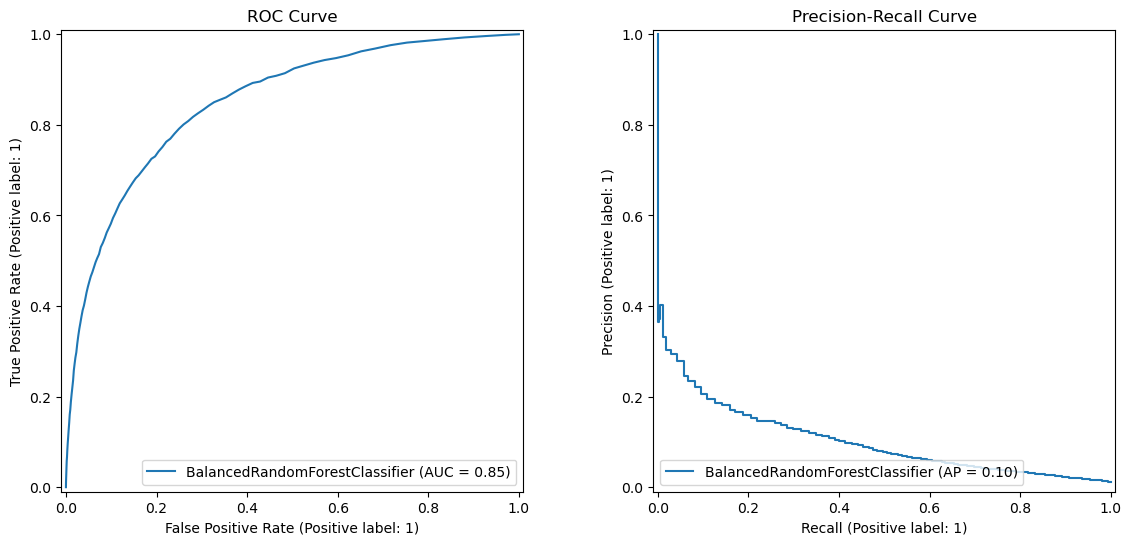 ROC Curve
1.0
0.8
0.6
0.4
0.2
0.0
True Positive Rate (Positive label: 1)
BalancedRandomForestClassifier (AUC = 0.85)
0.0 0.2 0.4 0.6 0.8 1.0
False Positive Rate (Positive label: 1)
Precision-Recall Curve
1.0
0.8
0.6
0.4
0.2
0.0
Precision (Positive label: 1)
BalancedRandomForestClassifier (AP = 0.10)
0.0 0.2 0.4 0.6 0.8 1.0
Recall (Positive label: 1)